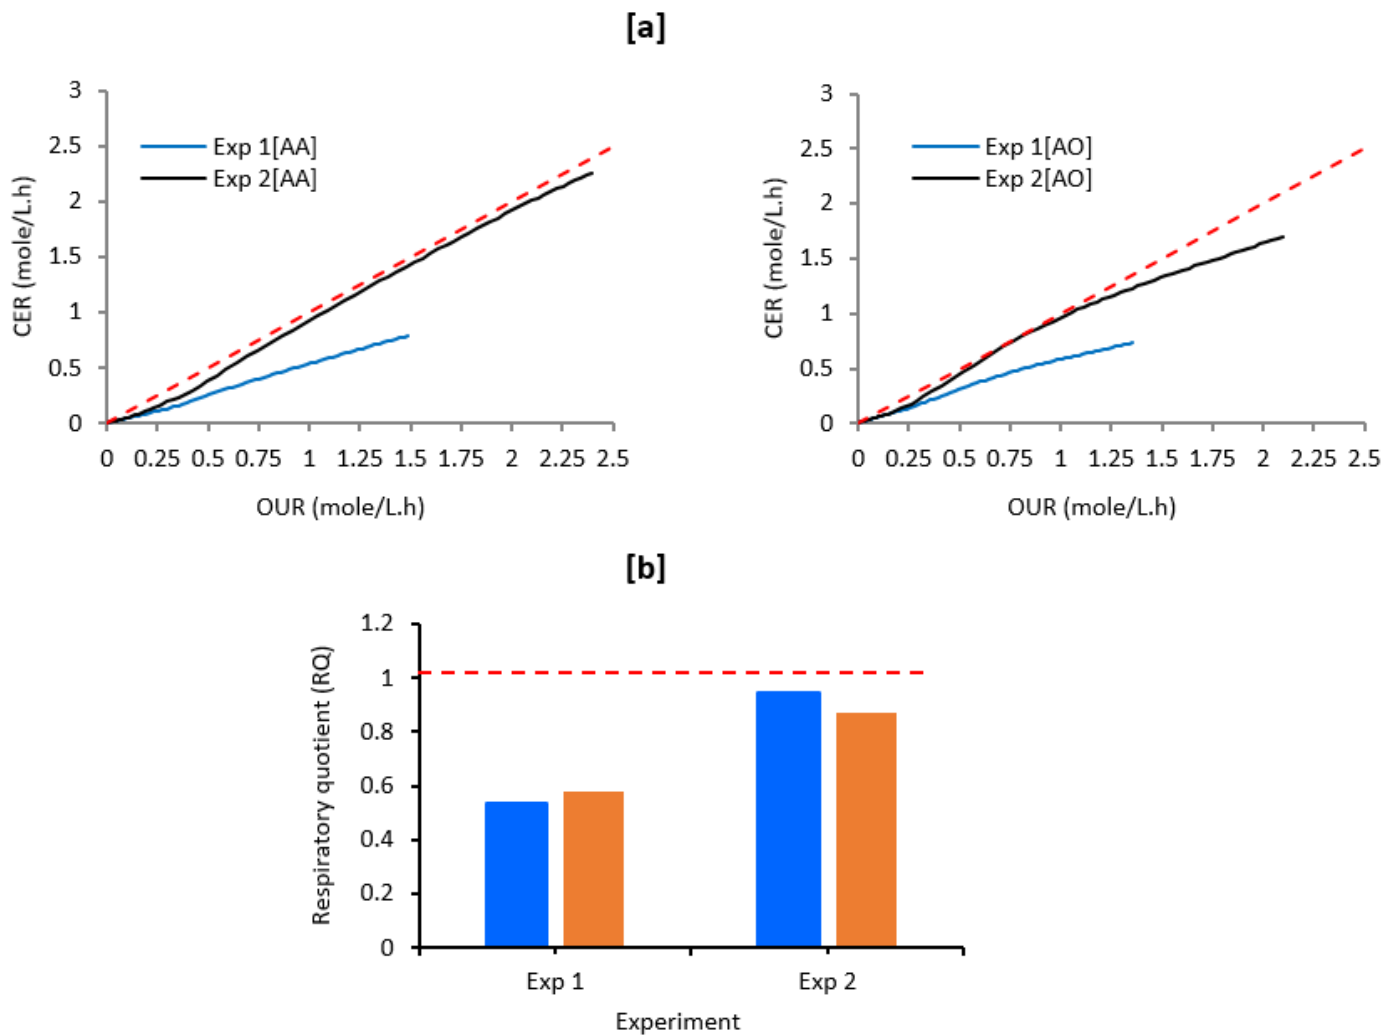 [a]
3
2.5
2
1.5
1
0.5
0
CER (mole/L.h)
Exp 1[AA]
Exp 2[AA]
0 0.25 0.5 0.75 1 1.25 1.5 1.75 2 2.25 2.5
OUR (mole/L.h)
3
2.5
2
1.5
1
0.5
0
CER (mole/L.h)
Exp 1[AO]
Exp 2[AO]
0 0.25 0.5 0.75 1 1.25 1.5 1.75 2 2.25 2.5
OUR (mole/L.h)
[b]
1.2
1
0.8
0.6
0.4
0.2
0
Respiratory quotient (RQ)
Exp 1 Exp 2
Experiment